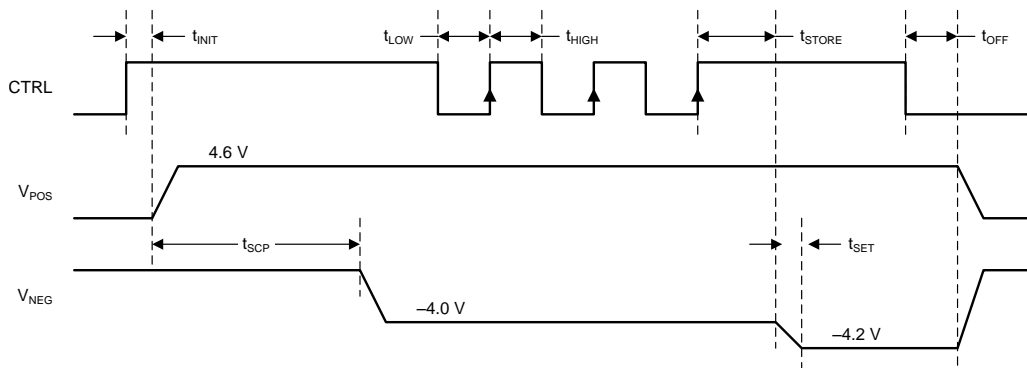 tINIT
tLOW
tHIGH
tSTORE
tOFF
CTRL
4.6 V
VPOS
tSCP
tSET
VNEG
–4.0 V
–4.2 V